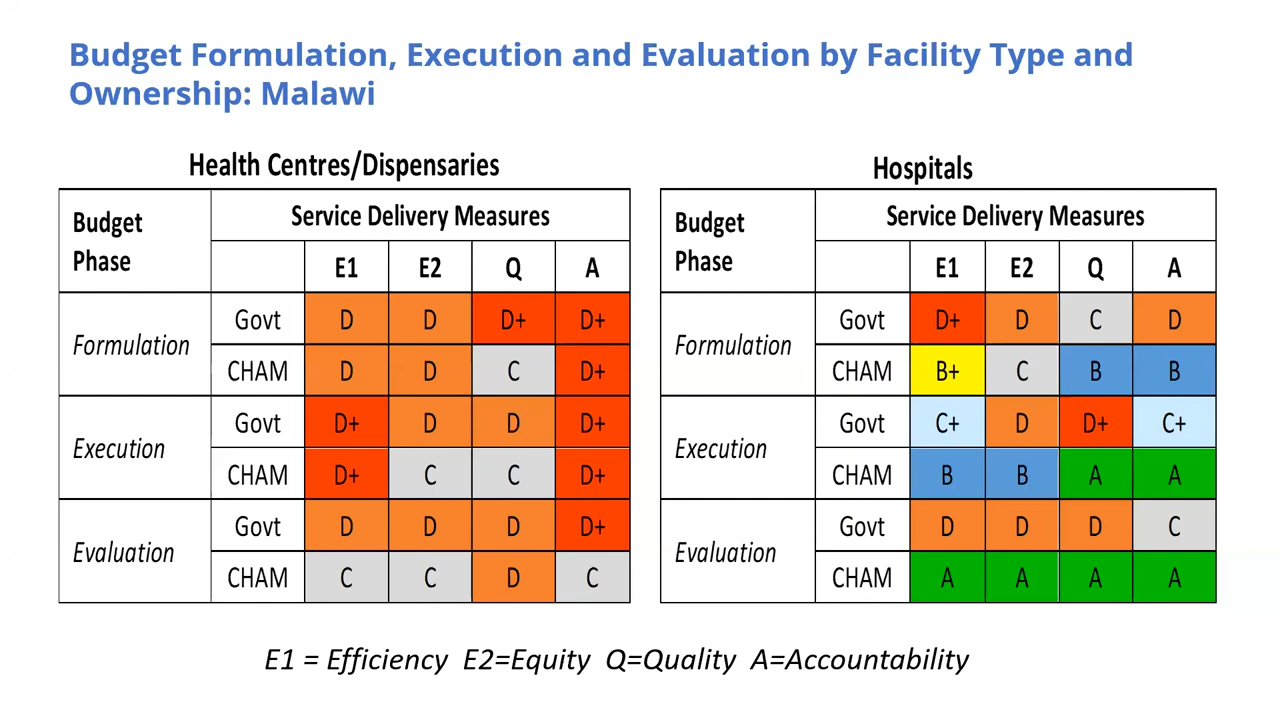 Budget Formulation, Execution and Evaluation by Facility Type and
Ownership: Malawi
Health Centres/Dispensaries
Budget Phase Service Delivery Measures
E1 E2 Q A
Formulation Govt D D D+ D+
CHAM D D C D+
Execution Govt D+ D D D+
CHAM D+ C C D+
Evaluation Govt D D D D+
CHAM C C D C
Hospitals
Budget Phase Service Delivery Measures
E1 E2 Q A
Formulation Govt D+ D C D
CHAM B+ C B B
Execution Govt C+ D D+ C+
CHAM B B A A
Evaluation Govt D D D C
CHAM A A A A
E1 = Efficiency E2=Equity Q=Quality A=Accountability